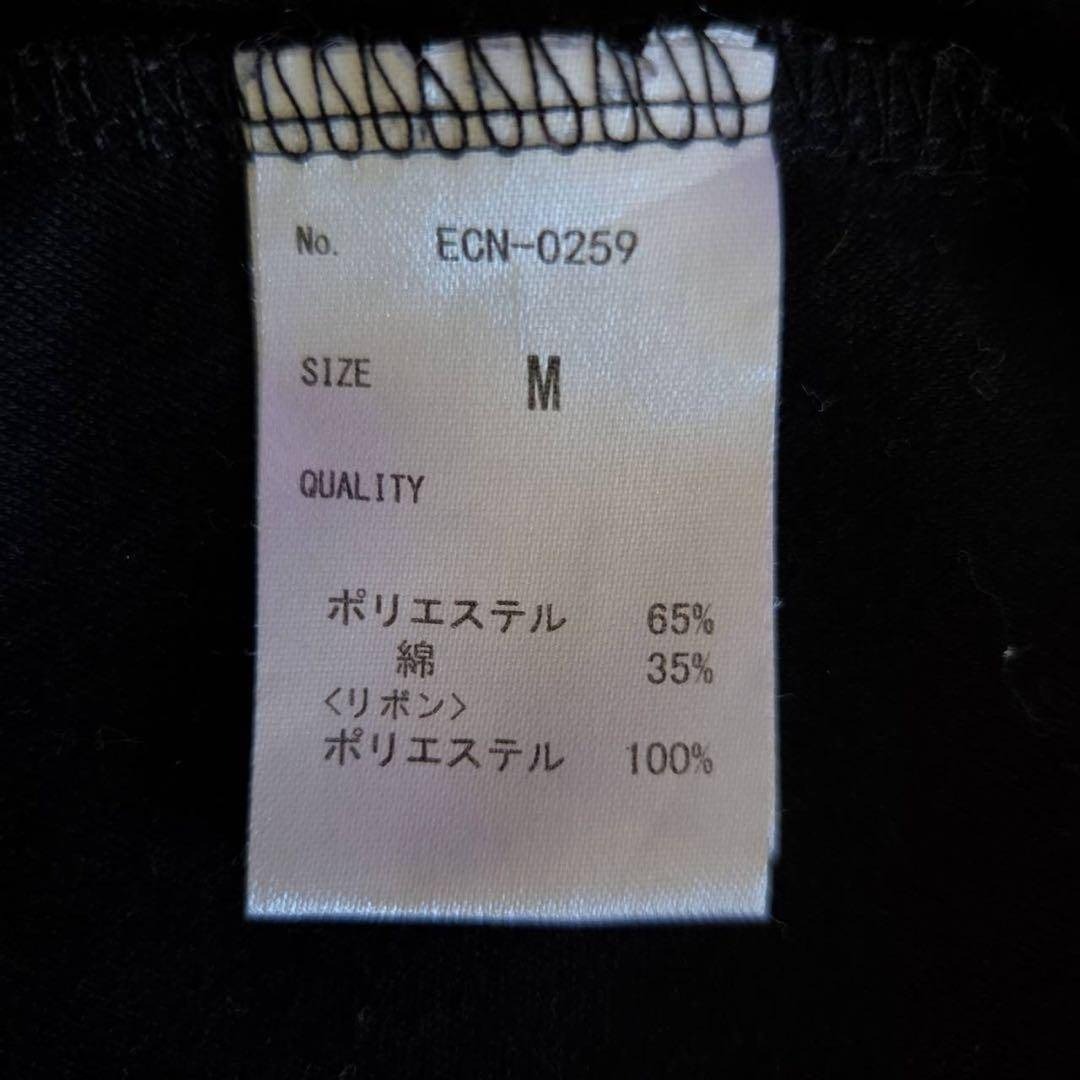 No. ECN-0259
SIZE M
QUALITY
ポリエステル 65%
綿 35%
<リボン>
ポリエステル 100%